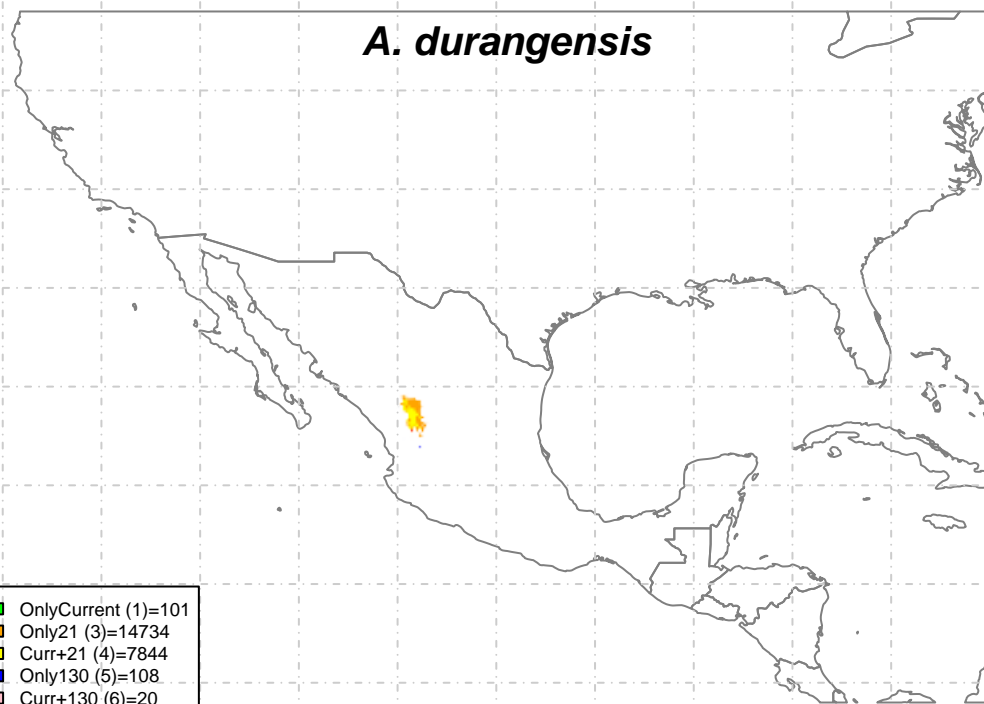 A. durangensis
OnlyCurrent (1)=101
Only21 (3)=14734
Curr+21 (4)=7844
Only130 (5)=108
Curr+130 (6)=20